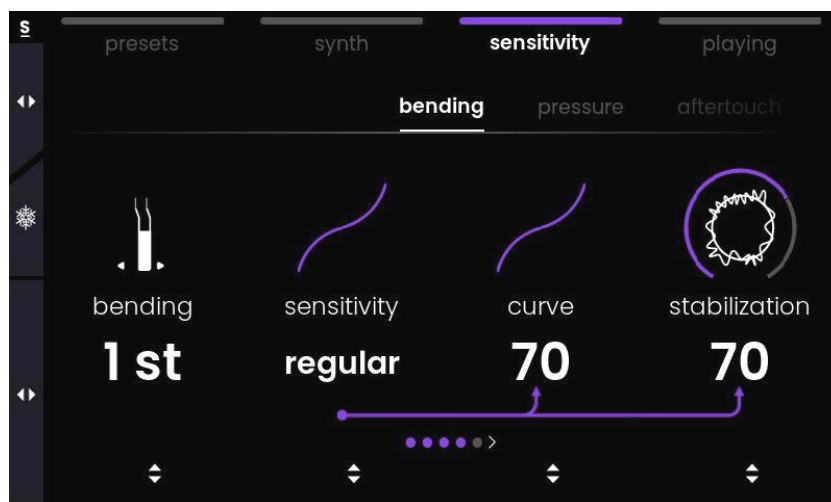 S
presets synth sensitivity playing
bending pressure aftertouch
bending sensitivity curve stabilization
1 st regular 70 70